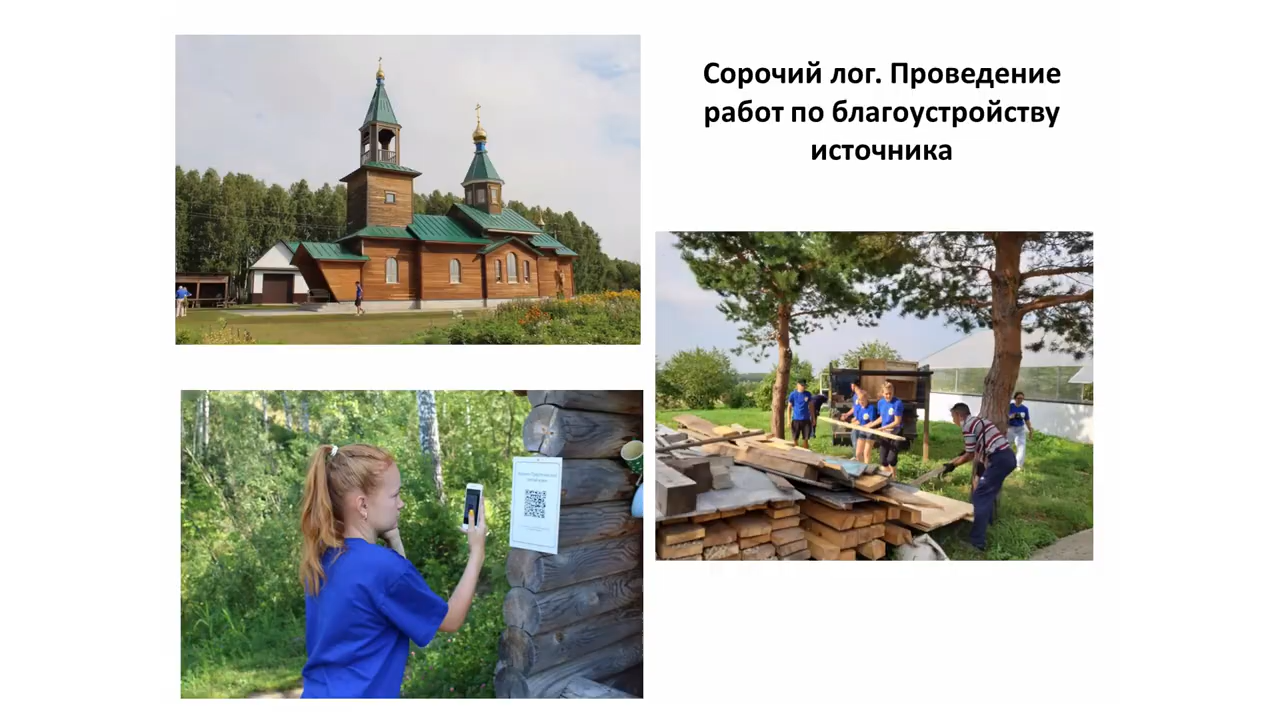 Сорочий лог. Проведение
работ по благоустройству
источника